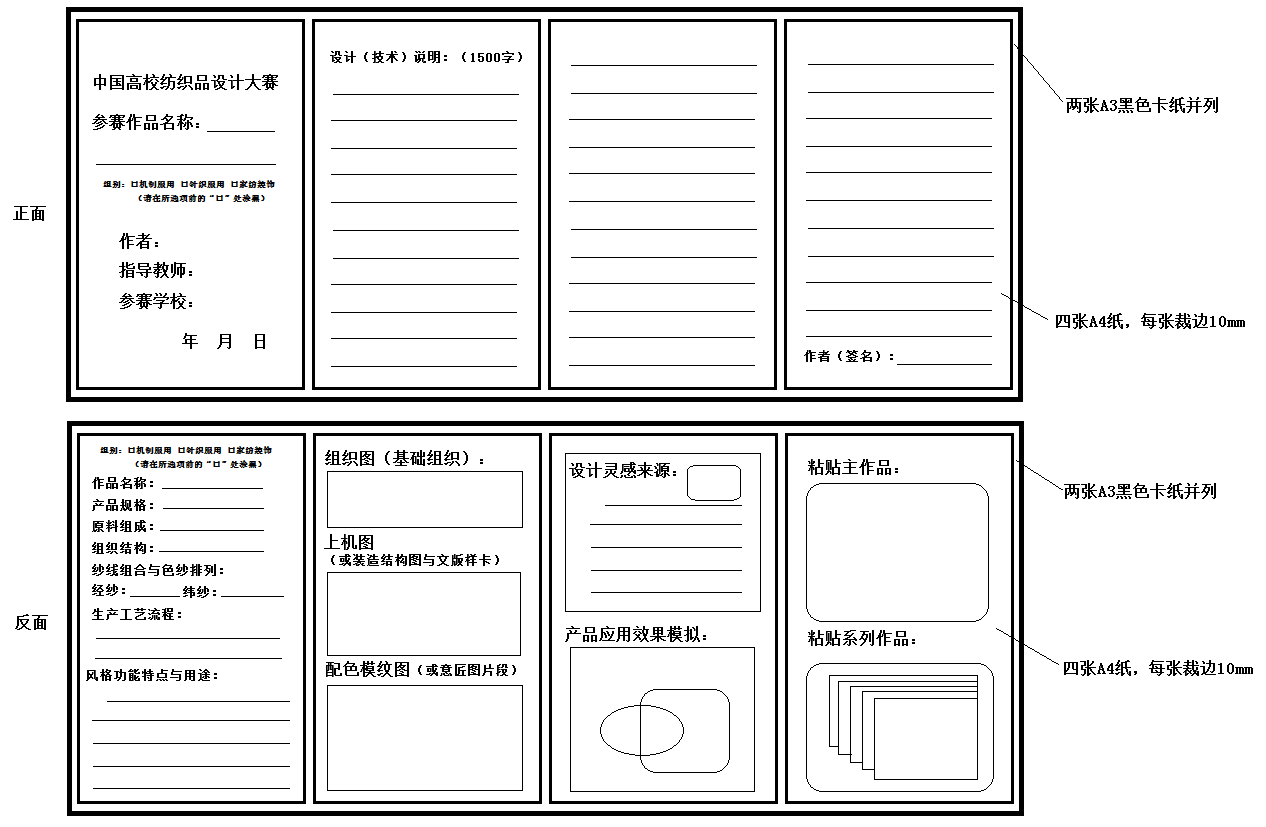 正面
中国高校纺织品设计大赛
参赛作品名称：
组别：□机制服用 □针织服用 □家纺装饰
（请在所选项前的“□”处涂黑）
作者：
指导教师：
参赛学校：
年 月 日
设计（技术）说明：（1500字）
作者（签名）：
两张A3黑色卡纸并列
四张A4纸，每张裁边10mm
反面
组别：□机制服用 □针织服用 □家纺装饰
（请在所选项前的“□”处涂黑）
作品名称：
产品规格：
原料组成：
组织结构：
纱线组合与色纱排列：
经纱： 纬纱：
生产工艺流程：
风格功能特点与用途：
组织图（基础组织）：
上机图
（或装造结构图与文版样卡）
配色模纹图（或意匠图片段）
设计灵感来源：
产品应用效果模拟：
粘贴主作品：
粘贴系列作品：
两张A3黑色卡纸并列
四张A4纸，每张裁边10mm